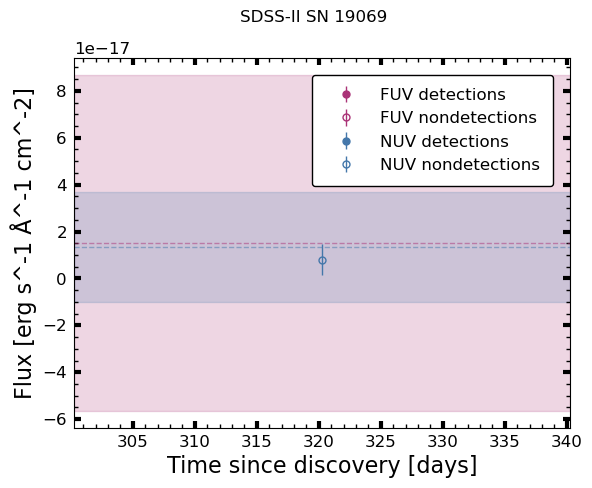 SDSS-II SN 19069
1e−17
FUV detections
FUV nondetections
NUV detections
NUV nondetections
8
6
4
2
0
−2
−4
−6
Flux [erg s^-1 Å^-1 cm^-2]
305 310 315 320 325 330 335 340
Time since discovery [days]